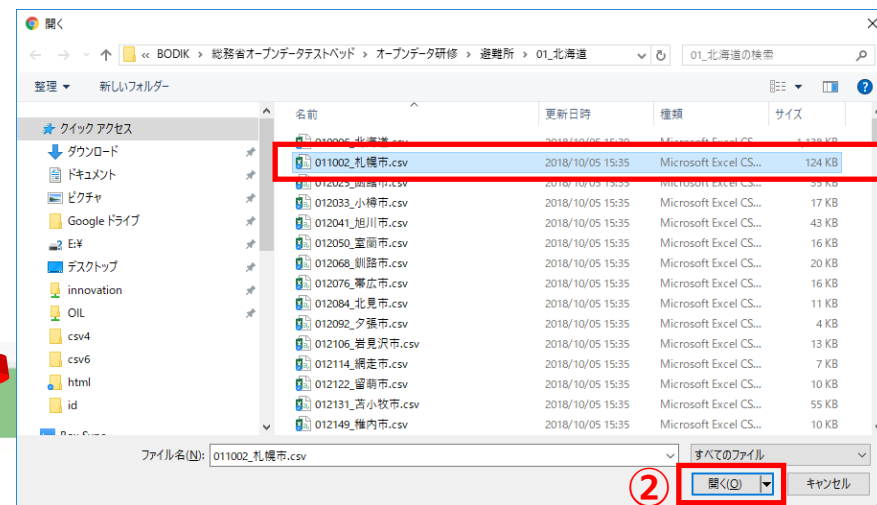 開く
« BODIK › 総務省オープンデータテストベッド › オープンデータ研修 › 避難所 › 01_北海道
01_北海道の検索
整理 新しいフォルダー
名前 更新日時 種類 サイズ
クイック アクセス
ダウンロード
ドキュメント
ピクチャ
Google ドライブ
E:¥
デスクトップ
innovation
OIL
csv4
csv6
html
id
011002_札幌市.csv 2018/10/05 15:35 Microsoft Excel CS... 124 KB
012033_小樽市.csv 2018/10/05 15:35 Microsoft Excel CS... 17 KB
012041_旭川市.csv 2018/10/05 15:35 Microsoft Excel CS... 43 KB
012050_室蘭市.csv 2018/10/05 15:35 Microsoft Excel CS... 16 KB
012068_釧路市.csv 2018/10/05 15:35 Microsoft Excel CS... 20 KB
012076_帯広市.csv 2018/10/05 15:35 Microsoft Excel CS... 16 KB
012084_北見市.csv 2018/10/05 15:35 Microsoft Excel CS... 11 KB
012092_夕張市.csv 2018/10/05 15:35 Microsoft Excel CS... 4 KB
012106_岩見沢市.csv 2018/10/05 15:35 Microsoft Excel CS... 13 KB
012114_網走市.csv 2018/10/05 15:35 Microsoft Excel CS... 7 KB
012122_留萌市.csv 2018/10/05 15:35 Microsoft Excel CS... 10 KB
012131_苫小牧市.csv 2018/10/05 15:35 Microsoft Excel CS... 55 KB
012149_稚内市.csv 2018/10/05 15:35 Microsoft Excel CS... 10 KB
ファイル名(N): 011002_札幌市.csv すべてのファイル
② 開く(O) キャンセル